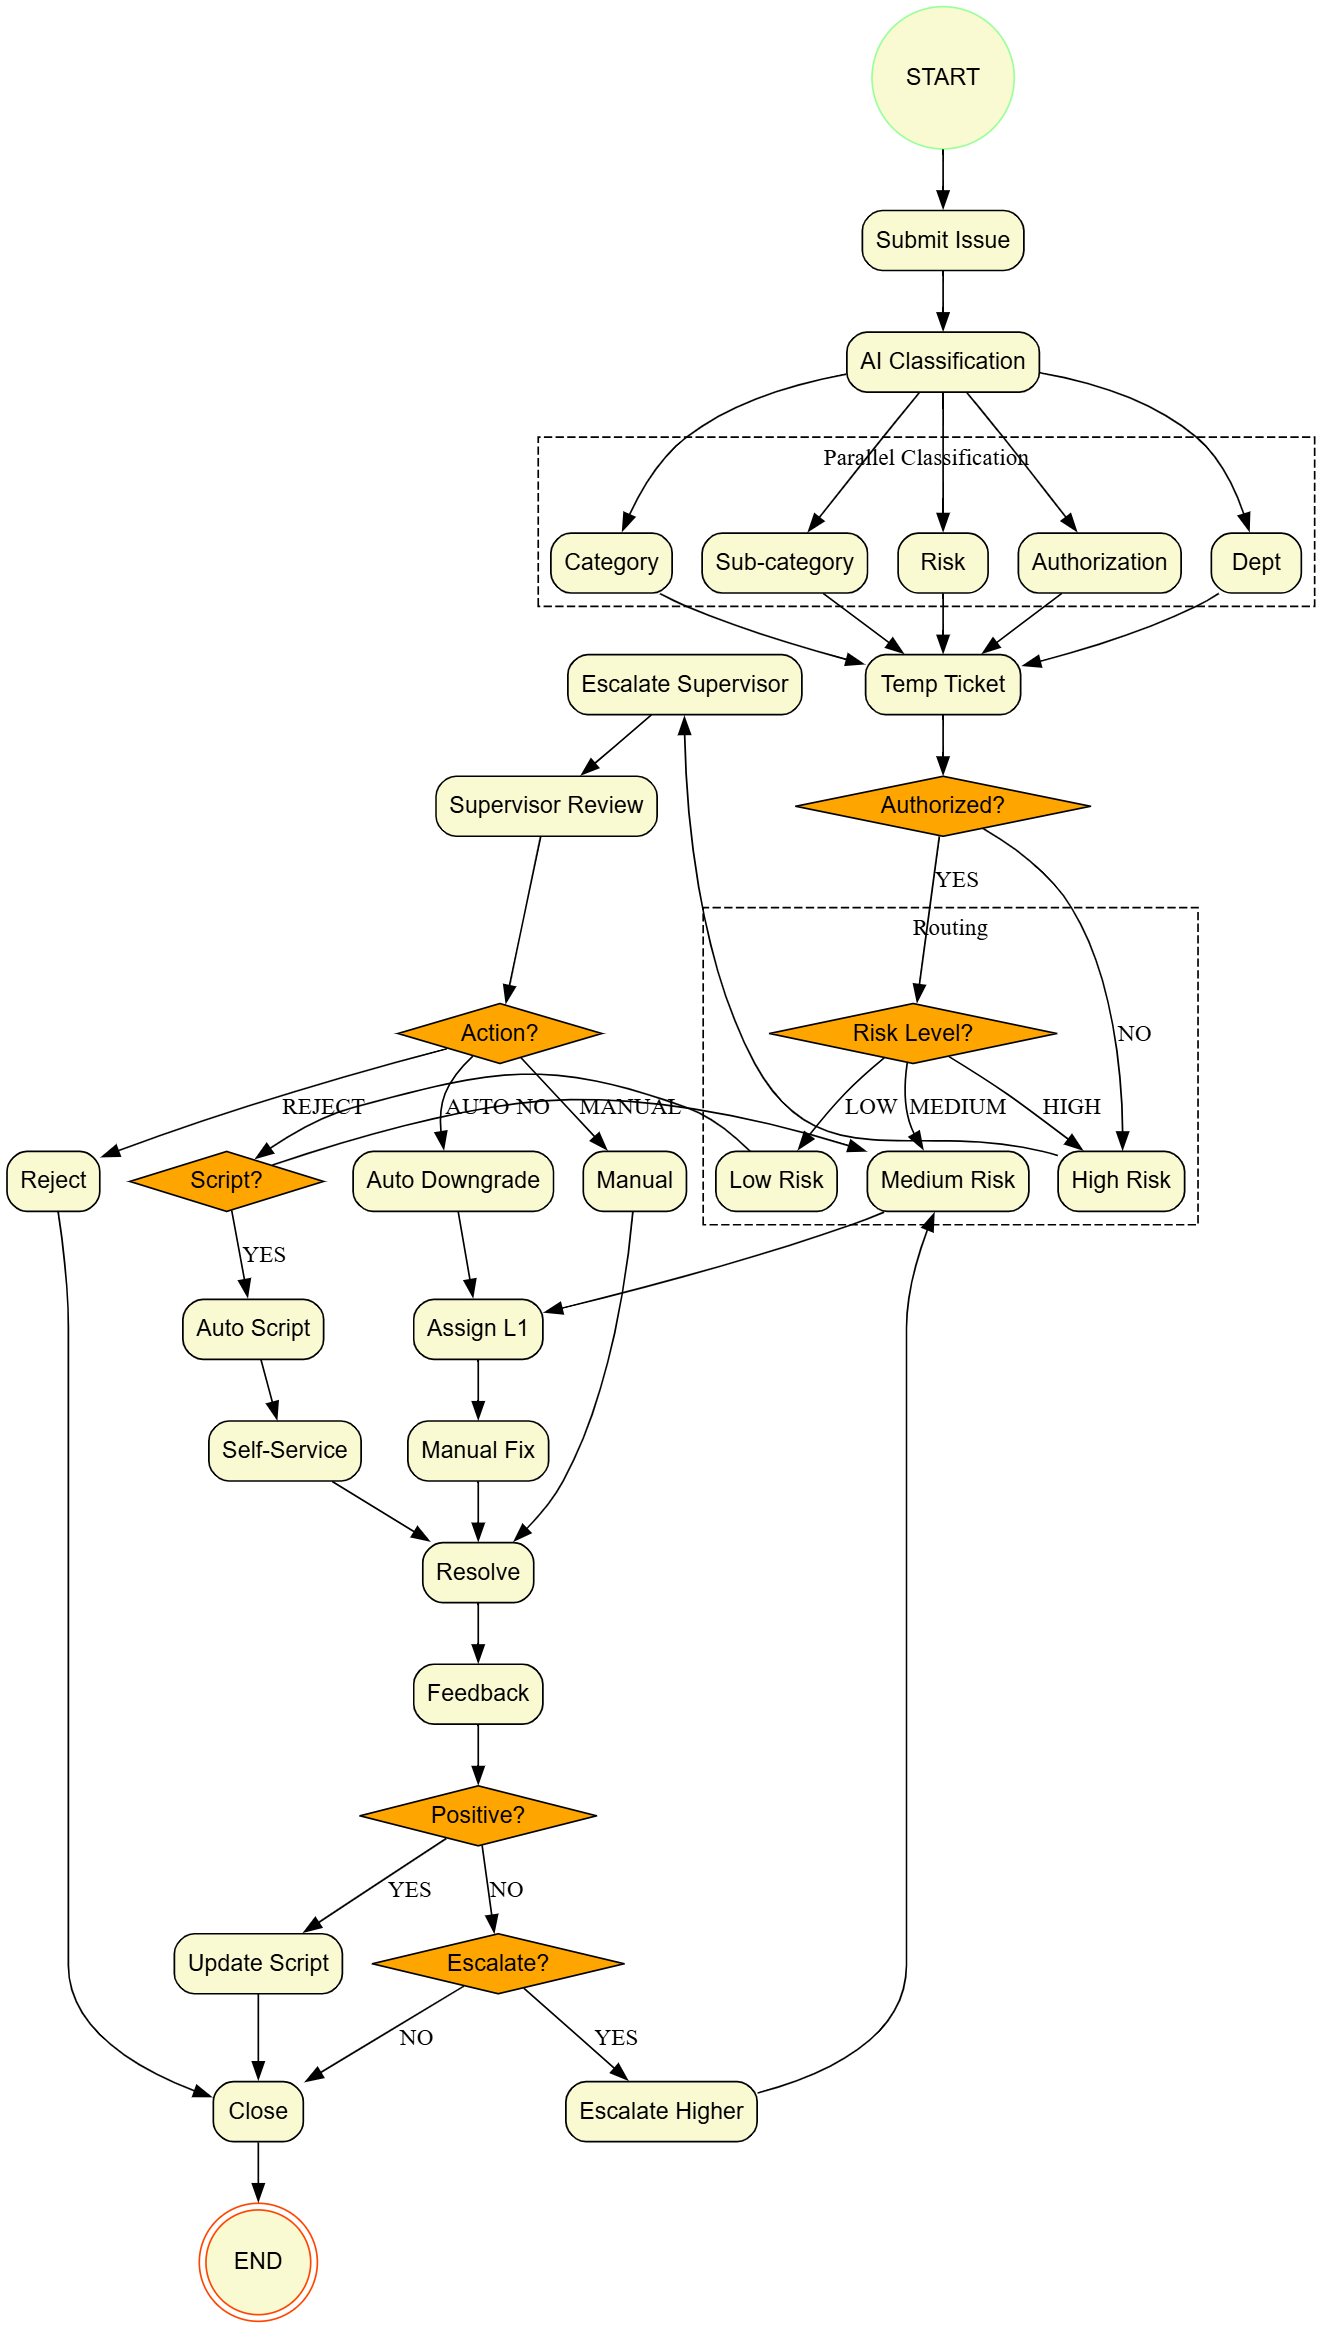 START
Submit Issue
AI Classification
Parallel Classification
Category
Sub-category
Risk
Authorization
Dept
Escalate Supervisor
Temp Ticket
Supervisor Review
Authorized?
YES
Routing
Action?
Risk Level?
NO
REJECT
AUTO
NO
MANUAL
LOW
MEDIUM
HIGH
Reject
Script?
Auto Downgrade
Manual
Low Risk
Medium Risk
High Risk
YES
Auto Script
Assign L1
Self-Service
Manual Fix
Resolve
Feedback
Positive?
YES
NO
Update Script
Escalate?
NO
YES
Close
Escalate Higher
END